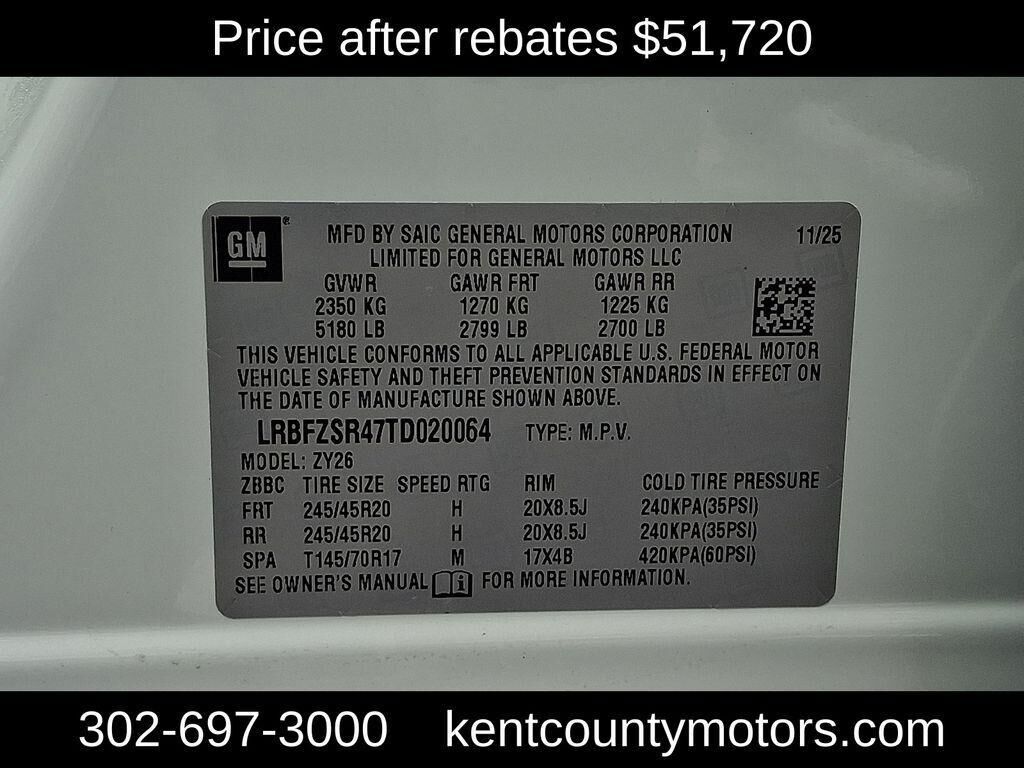 Price after rebates $51,720
GM
MFD BY SAIC GENERAL MOTORS CORPORATION 11/25
LIMITED FOR GENERAL MOTORS LLC
GVWR GAWR FRT GAWR RR
2350 KG 1270 KG 1225 KG
5180 LB 2799 LB 2700 LB
THIS VEHICLE CONFORMS TO ALL APPLICABLE U.S. FEDERAL MOTOR
VEHICLE SAFETY AND THEFT PREVENTION STANDARDS IN EFFECT ON
THE DATE OF MANUFACTURE SHOWN ABOVE.
LRBFZSR47TD020064 TYPE: M.P.V.
MODEL: ZY26
ZBBC TIRE SIZE SPEED RTG RIM COLD TIRE PRESSURE
FRT 245/45R20 H 20X8.5J 240KPA(35PSI)
RR 245/45R20 H 20X8.5J 240KPA(35PSI)
SPA T145/70R17 M 17X4B 420KPA(60PSI)
SEE OWNER'S MANUAL FOR MORE INFORMATION.
302-697-3000 kentcountymotors.com